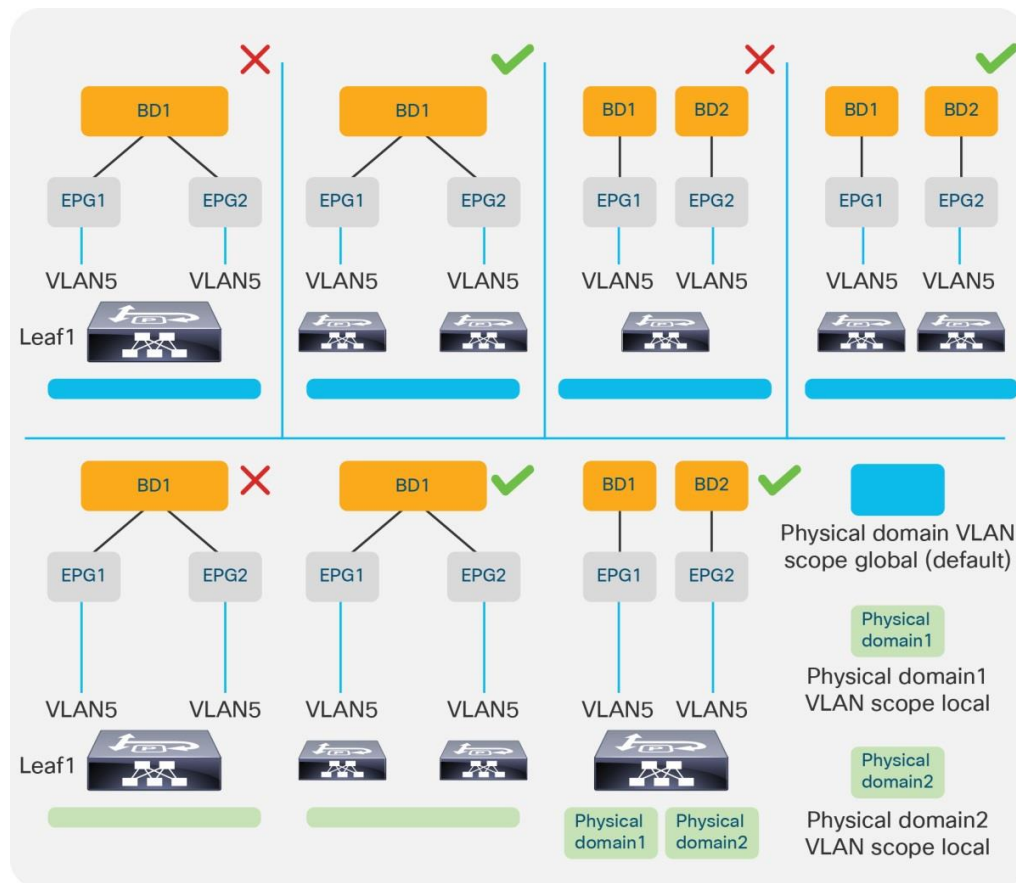 BD1
EPG1 EPG2
VLAN5 VLAN5
Leaf1
BD1
EPG1 EPG2
VLAN5 VLAN5
BD1 BD2
EPG1 EPG2
VLAN5 VLAN5
BD1 BD2
EPG1 EPG2
VLAN5 VLAN5
BD1
EPG1 EPG2
VLAN5 VLAN5
Leaf1
BD1
EPG1 EPG2
VLAN5 VLAN5
BD1 BD2
EPG1 EPG2
VLAN5 VLAN5
Physical
domain1
Physical
domain2
Physical domain VLAN
scope global (default)
Physical
domain1
Physical domain1
VLAN scope local
Physical
domain2
Physical domain2
VLAN scope local